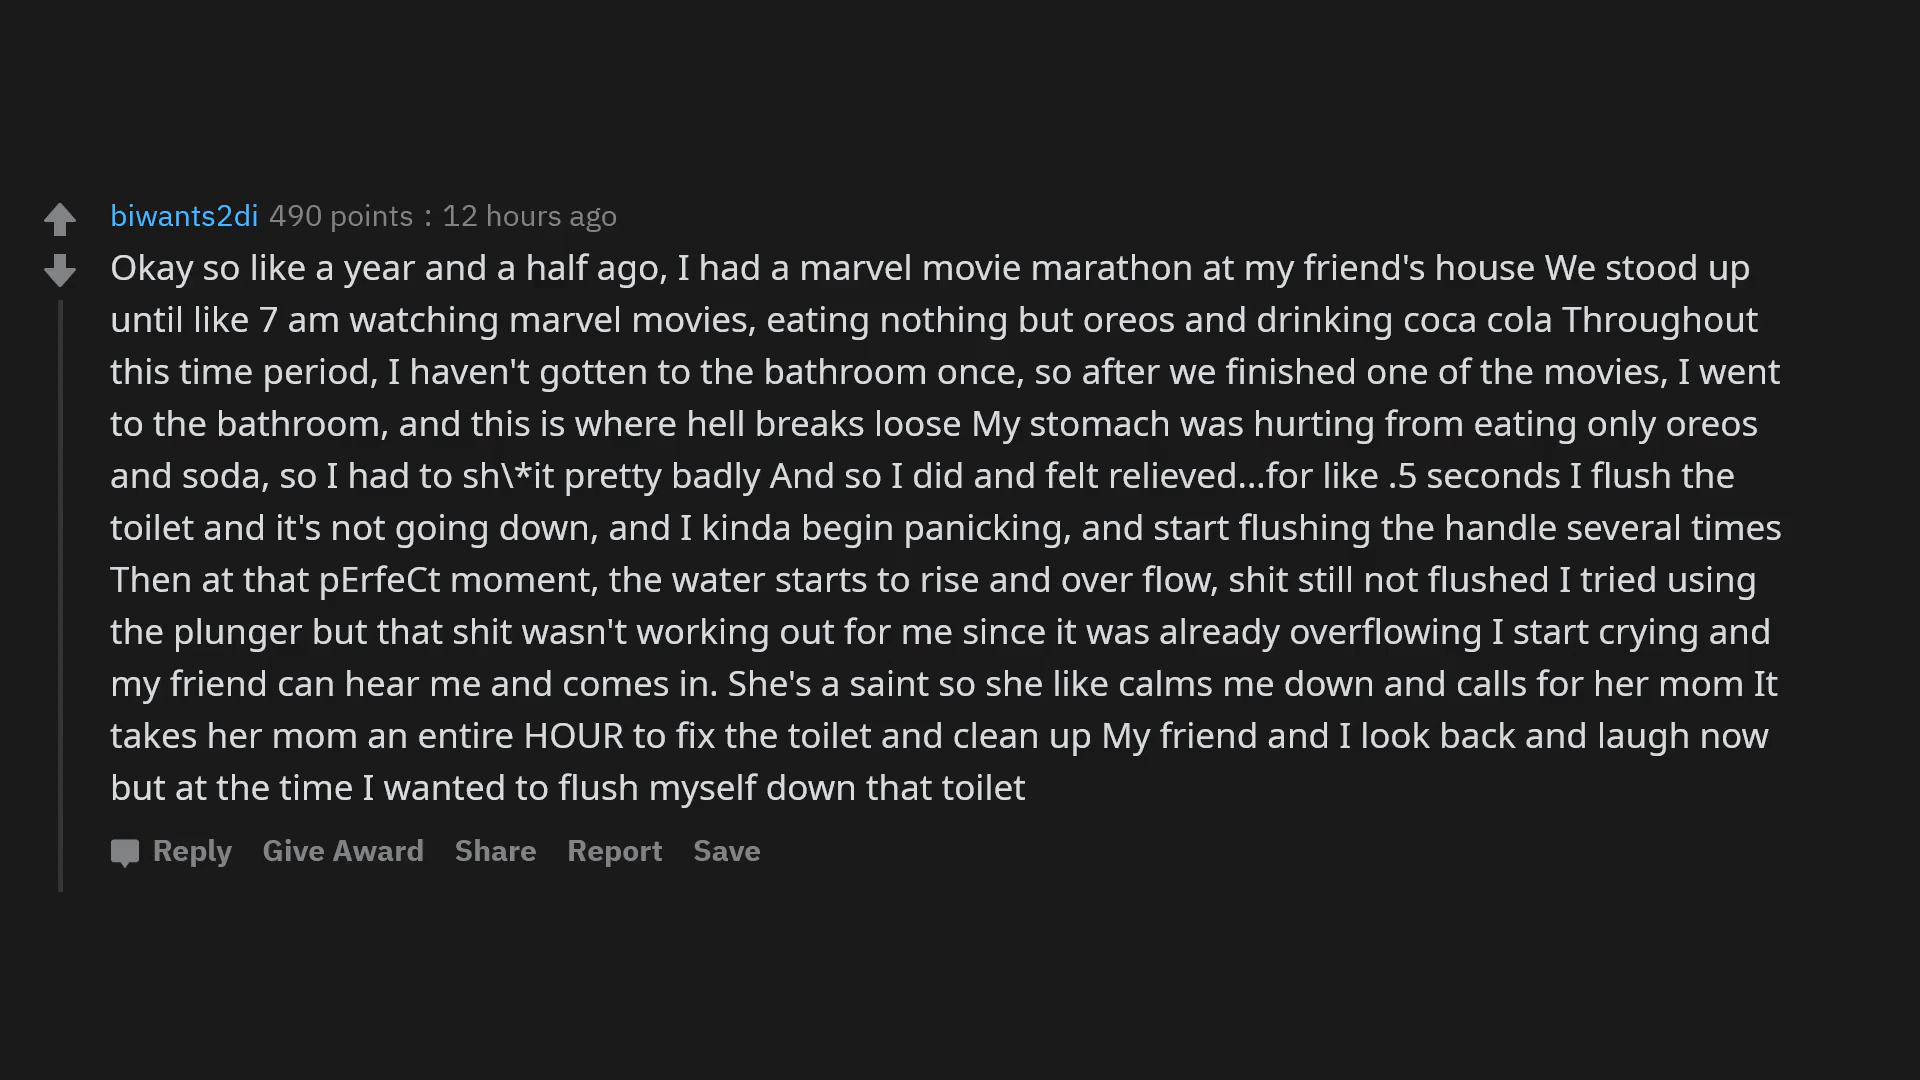 biwants2di 490 points : 12 hours ago
Okay so like a year and a half ago, I had a marvel movie marathon at my friend's house We stood up
until like 7 am watching marvel movies, eating nothing but oreos and drinking coca cola Throughout
this time period, I haven't gotten to the bathroom once, so after we finished one of the movies, I went
to the bathroom, and this is where hell breaks loose My stomach was hurting from eating only oreos
and soda, so I had to sh\*it pretty badly And so I did and felt relieved...for like .5 seconds I flush the
toilet and it's not going down, and I kinda begin panicking, and start flushing the handle several times
Then at that pErfeCt moment, the water starts to rise and over flow, shit still not flushed I tried using
the plunger but that shit wasn't working out for me since it was already overflowing I start crying and
my friend can hear me and comes in. She's a saint so she like calms me down and calls for her mom It
takes her mom an entire HOUR to fix the toilet and clean up My friend and I look back and laugh now
but at the time I wanted to flush myself down that toilet
Reply Give Award Share Report Save